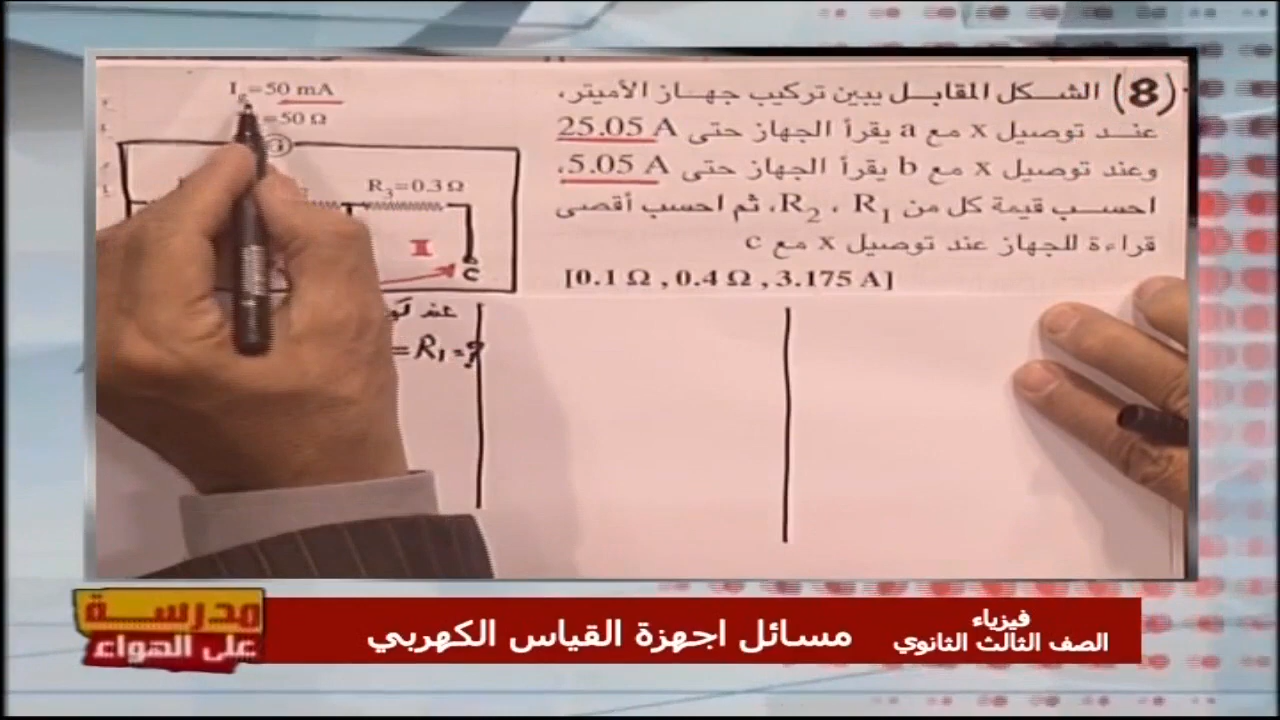 (8) الشكل المقابل يبين تركيب جهاز الأميتر،
عند توصيل x مع a يقرأ الجهاز حتى 25.05 A
وعند توصيل x مع b يقرأ الجهاز حتى 5.05 A،
احسب قيمة كل من R₁ ، R₂، ثم احسب أقصى
قراءة للجهاز عند توصيل x مع c
[0.1 Ω , 0.4 Ω , 3.175 A]
I_g=50 mA
=50 Ω
G
R₃=0.3 Ω
I
c
عند
= R₁ = ?
مدرسة
على الهواء
فيزياء
الصف الثالث الثانوي
مسائل اجهزة القياس الكهربي